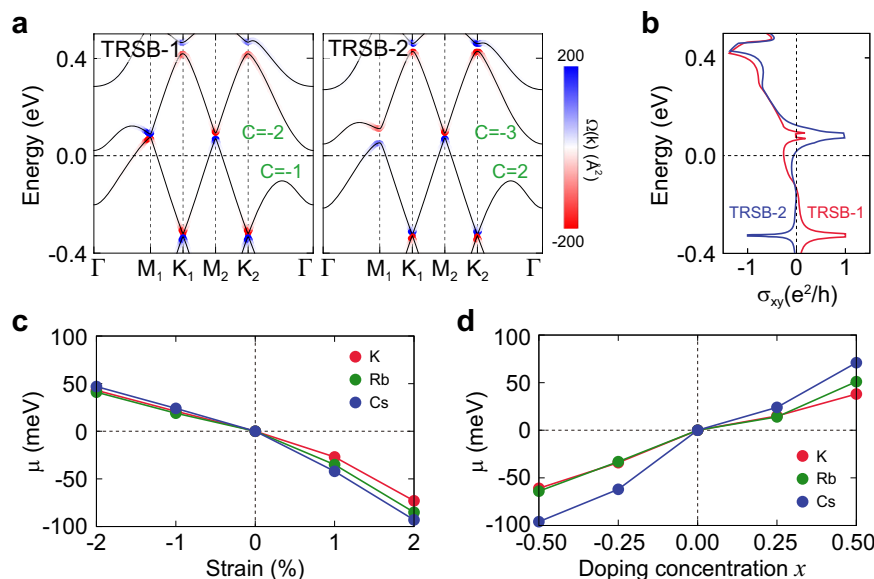 a
TRSB-1
TRSB-2
Energy (eV)
0.4
0.0
-0.4
C=-2
C=-1
C=-3
C=2
Γ M₁ K₁ M₂ K₂ Γ
Γ M₁ K₁ M₂ K₂ Γ
200
Ω(k) (Å²)
-200
b
Energy (eV)
0.4
0.0
-0.4
TRSB-2 TRSB-1
-1 0 1
σxy(e²/h)
c
μ (meV)
100
50
0
-50
-100
K
Rb
Cs
-2 -1 0 1 2
Strain (%)
d
μ (meV)
100
50
0
-50
-100
K
Rb
Cs
-0.50 -0.25 0.00 0.25 0.50
Doping concentration x